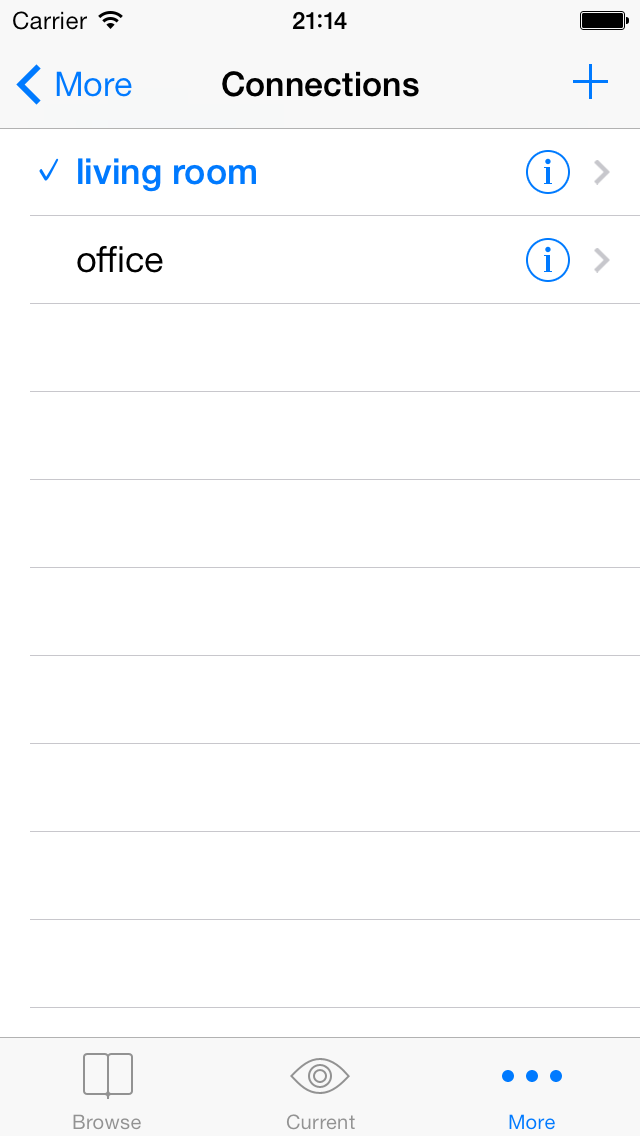 Carrier 21:14
More Connections
✓ living room
office
Browse Current More